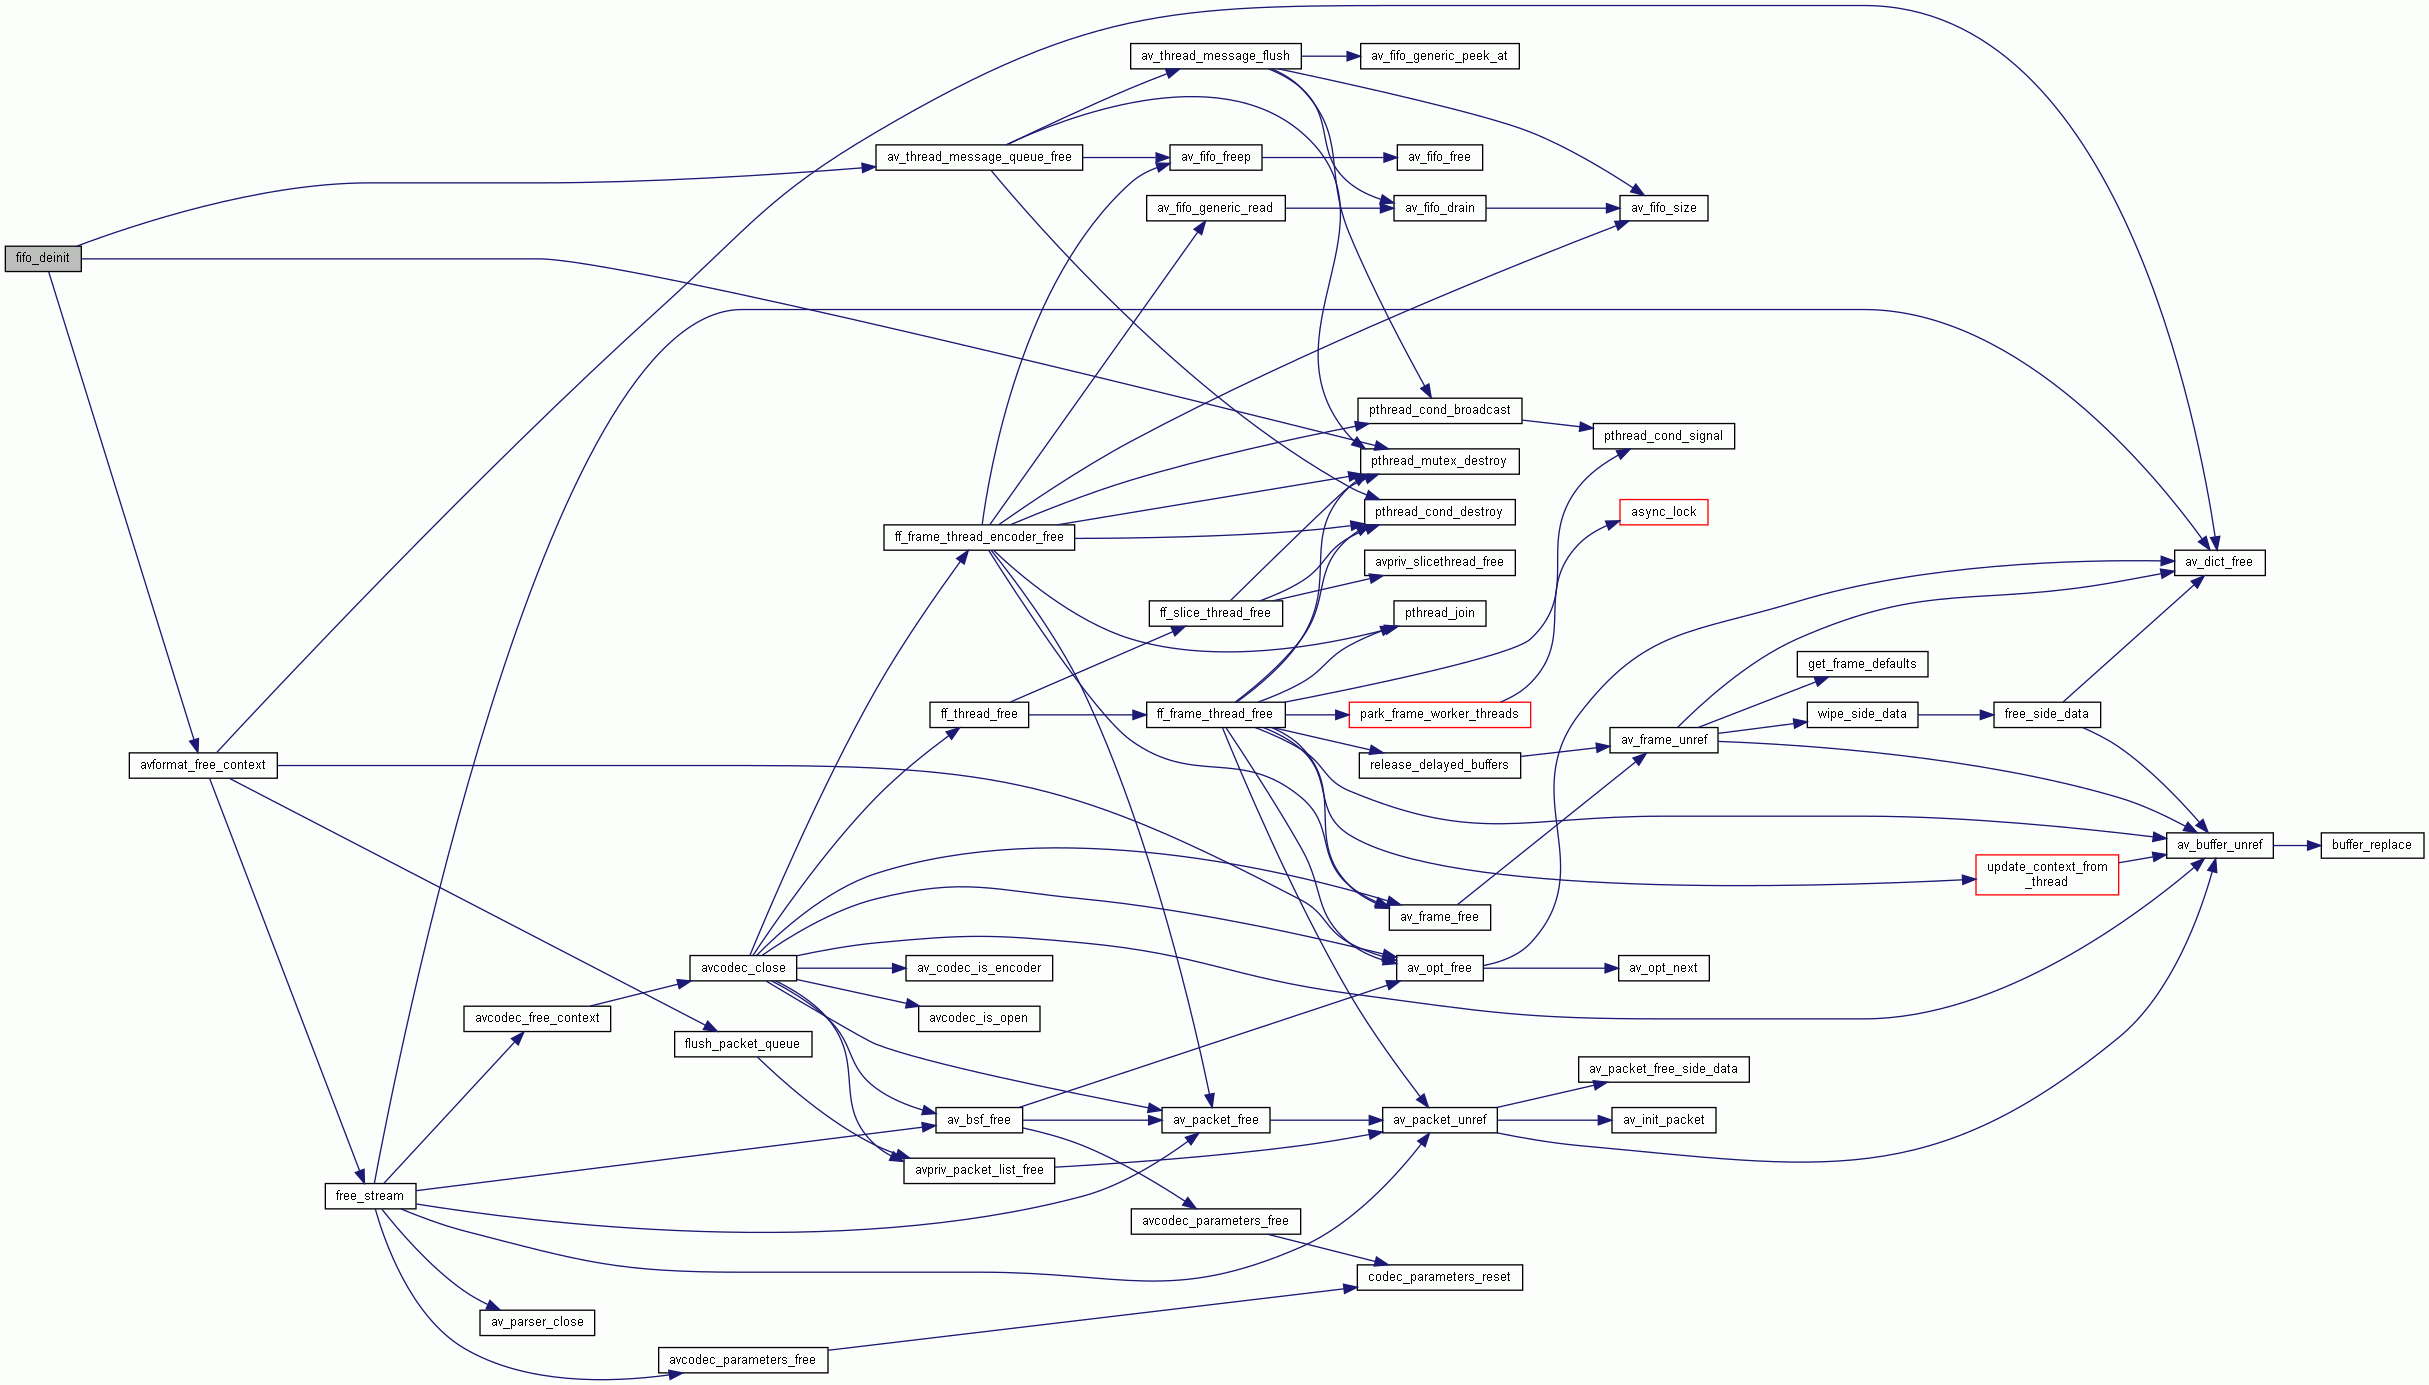 av_thread_message_flush
av_fifo_generic_peek_at
av_thread_message_queue_free
av_fifo_freep
av_fifo_free
av_fifo_generic_read
av_fifo_drain
av_fifo_size
fifo_deinit
pthread_cond_broadcast
pthread_cond_signal
pthread_mutex_destroy
pthread_cond_destroy
async_lock
ff_frame_thread_encoder_free
avpriv_slicethread_free
av_dict_free
ff_slice_thread_free
pthread_join
get_frame_defaults
ff_thread_free
ff_frame_thread_free
park_frame_worker_threads
wipe_side_data
free_side_data
av_frame_unref
avformat_free_context
release_delayed_buffers
av_buffer_unref
buffer_replace
update_context_from
_thread
av_frame_free
avcodec_close
av_codec_is_encoder
av_opt_free
av_opt_next
avcodec_free_context
avcodec_is_open
flush_packet_queue
av_packet_free_side_data
av_bsf_free
av_packet_free
av_packet_unref
av_init_packet
avpriv_packet_list_free
free_stream
avcodec_parameters_free
codec_parameters_reset
av_parser_close
avcodec_parameters_free